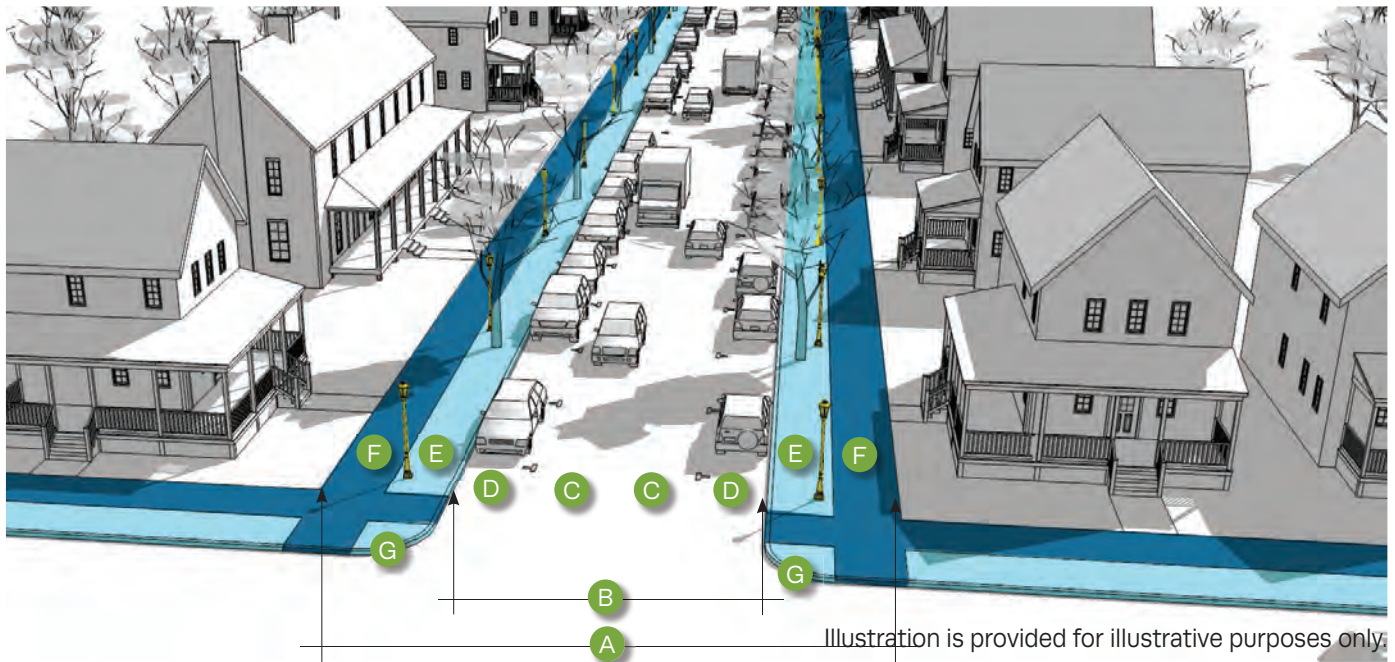 F E E F
D C C D
G
G
B
A
Illustration is provided for illustrative purposes only.